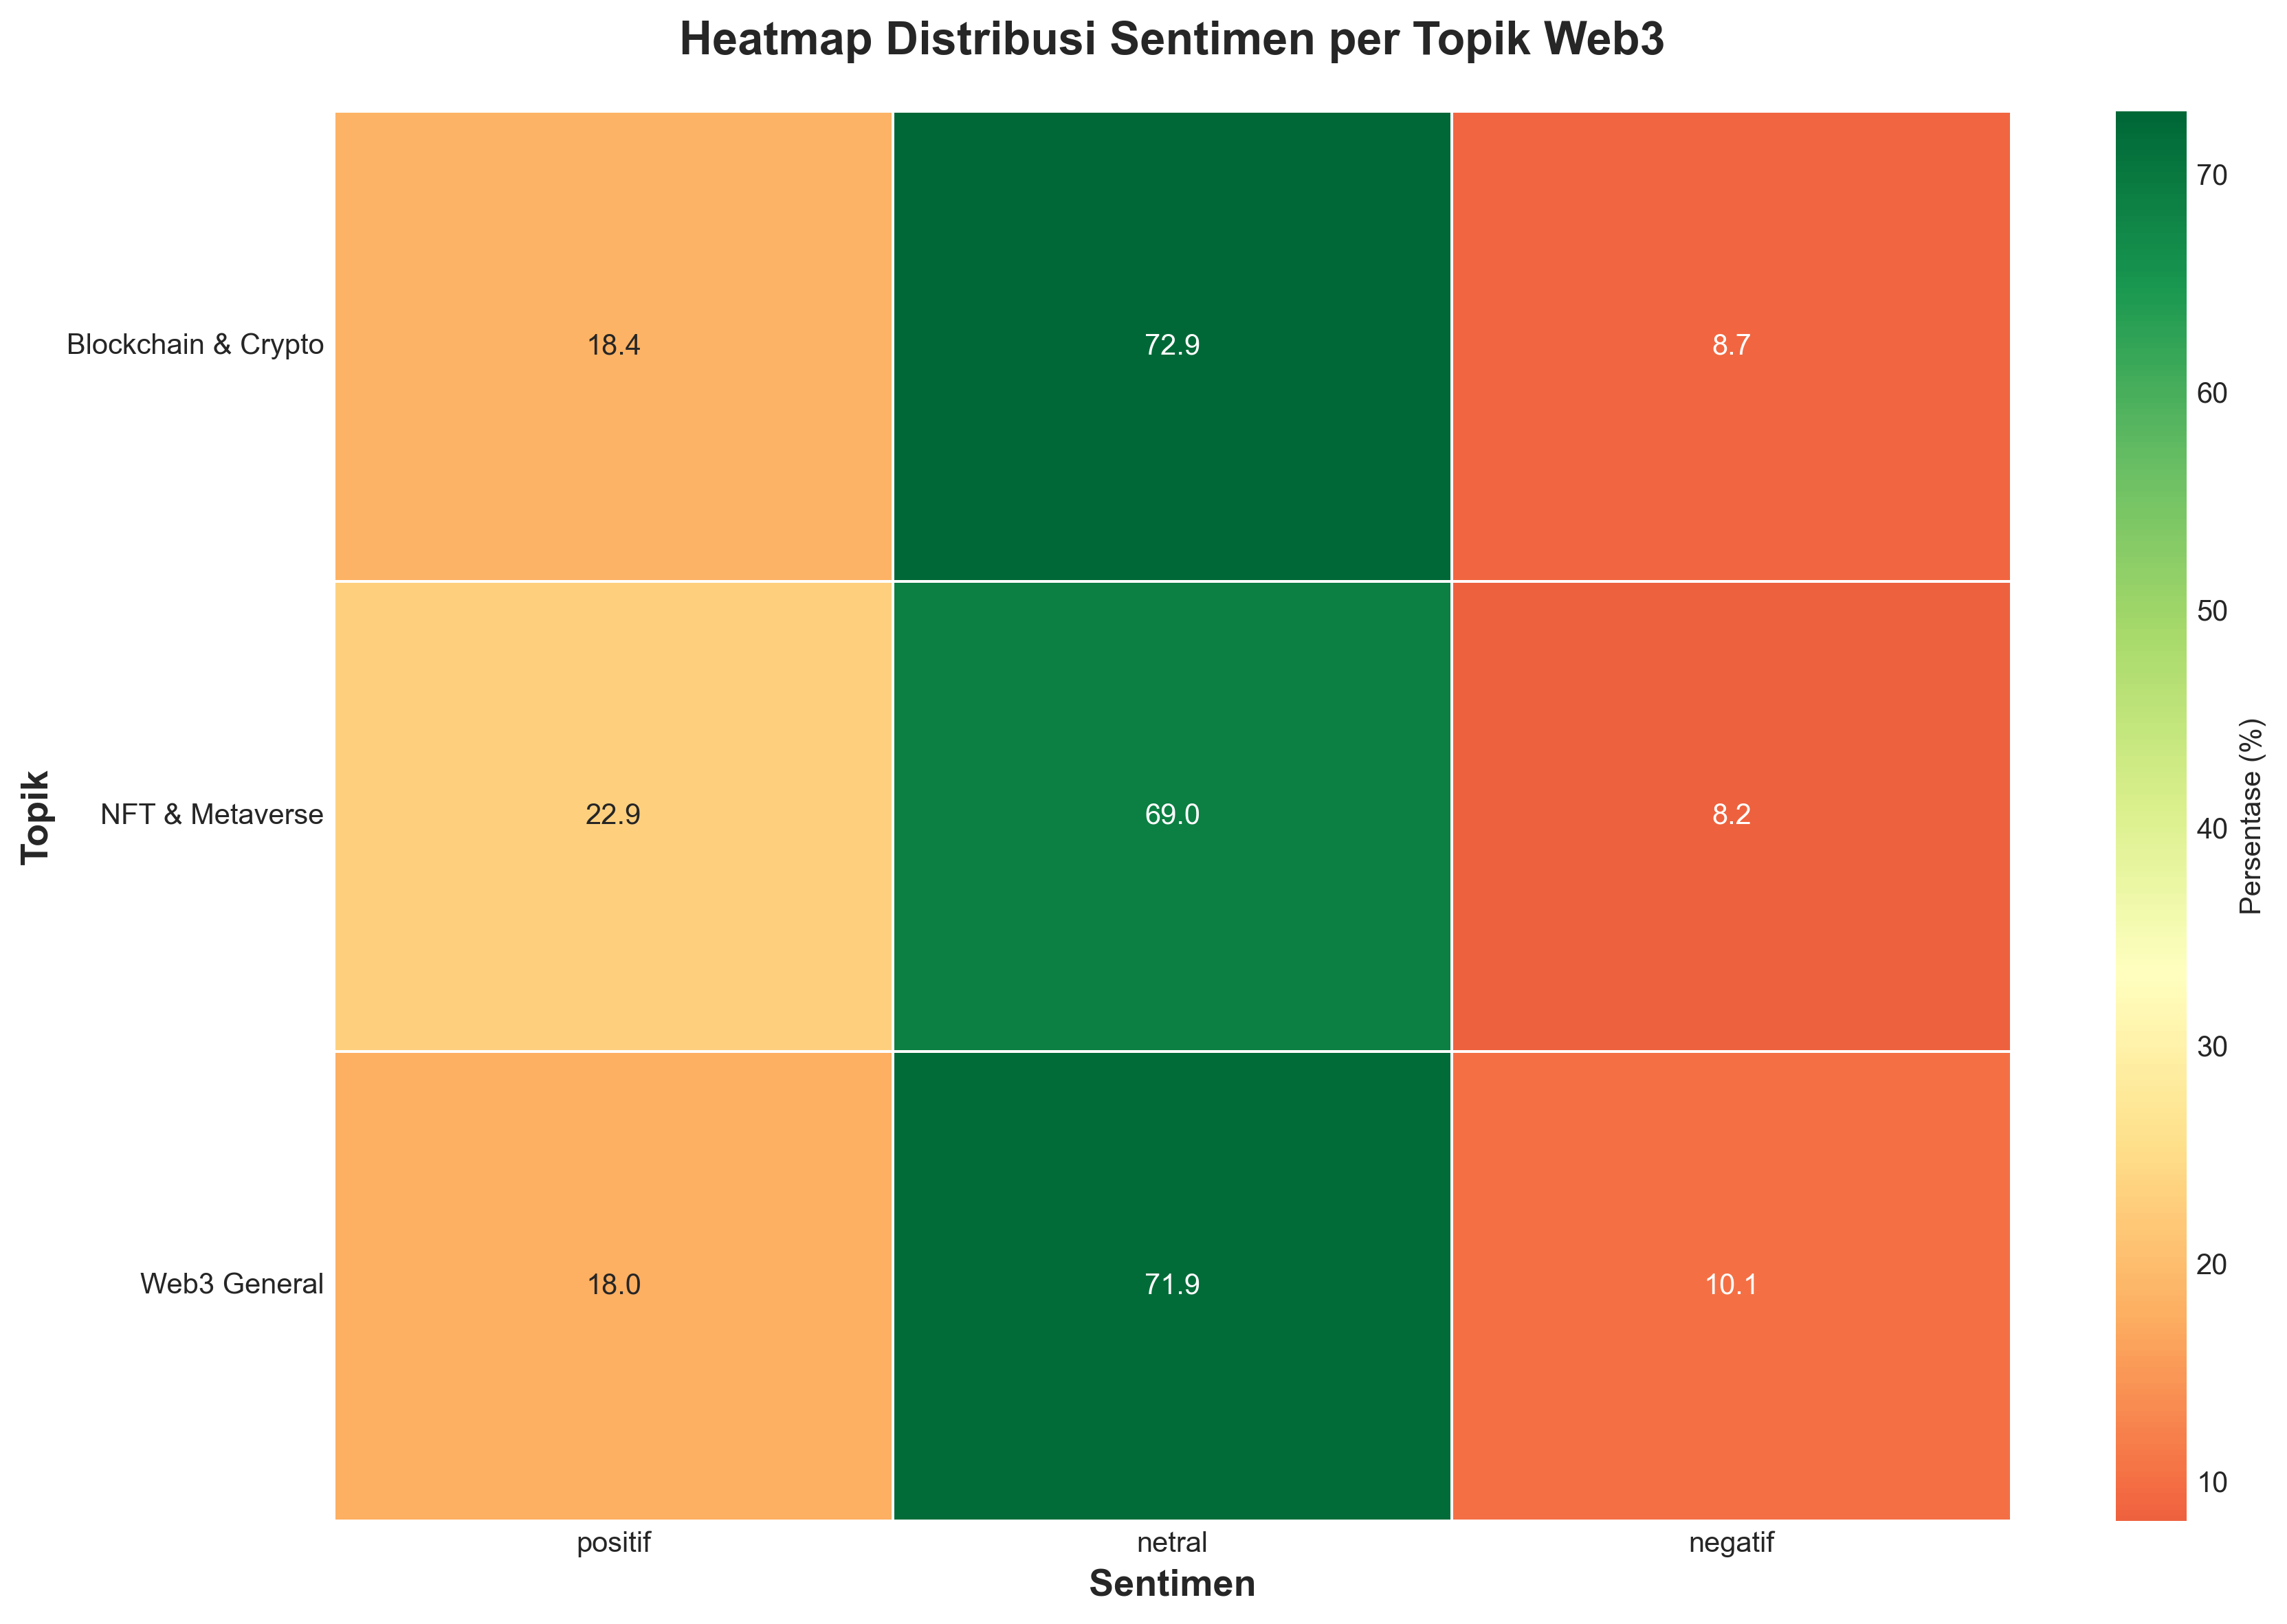 Heatmap Distribusi Sentimen per Topik Web3
Topik
Blockchain & Crypto
18.4
72.9
8.7
NFT & Metaverse
22.9
69.0
8.2
Web3 General
18.0
71.9
10.1
positif
netral
negatif
Sentimen
70
60
50
40
30
20
10
Persentase (%)